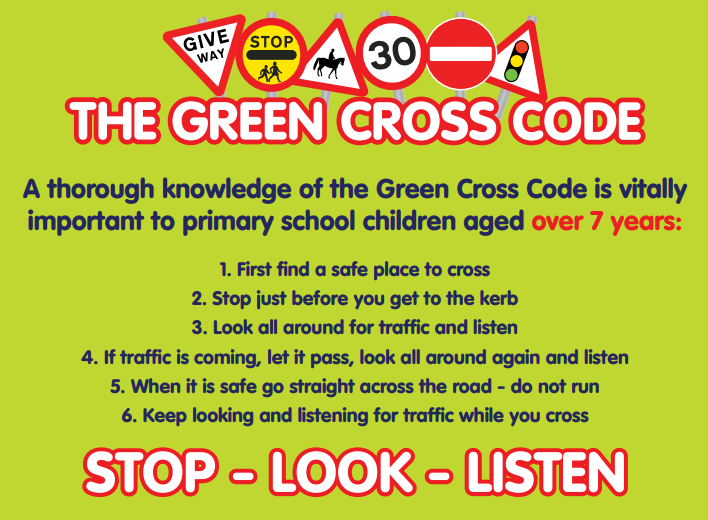 GIVE
WAY
STOP
30
THE GREEN CROSS CODE
A thorough knowledge of the Green Cross Code is vitally
important to primary school children aged over 7 years:
1. First find a safe place to cross
2. Stop just before you get to the kerb
3. Look all around for traffic and listen
4. If traffic is coming, let it pass, look all around again and listen
5. When it is safe go straight across the road - do not run
6. Keep looking and listening for traffic while you cross
STOP - LOOK - LISTEN